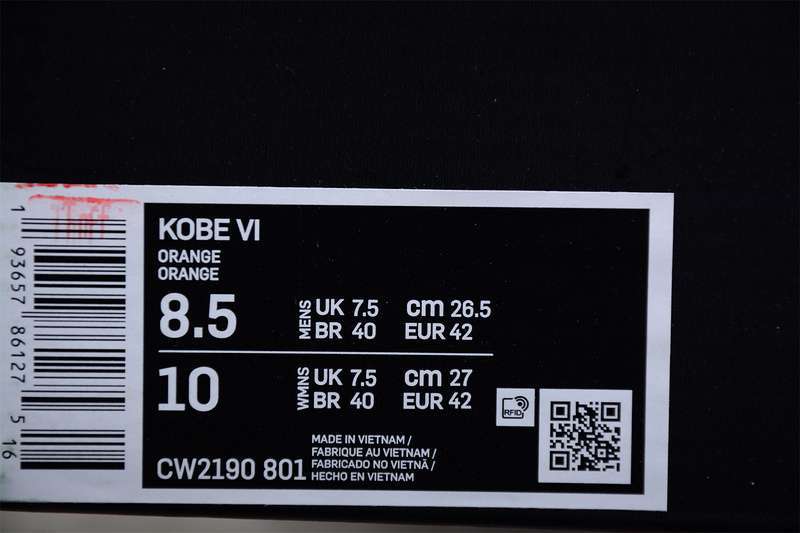 1 93657 86127 5 16
KOBE VI
ORANGE
ORANGE
8.5 MENS UK 7.5 cm 26.5
BR 40 EUR 42
10 WMNS UK 7.5 cm 27
BR 40 EUR 42
RFID
MADE IN VIETNAM /
FABRIQUE AU VIETNAM /
FABRICADO NO VIETNÃ /
HECHO EN VIETNAM
CW2190 801